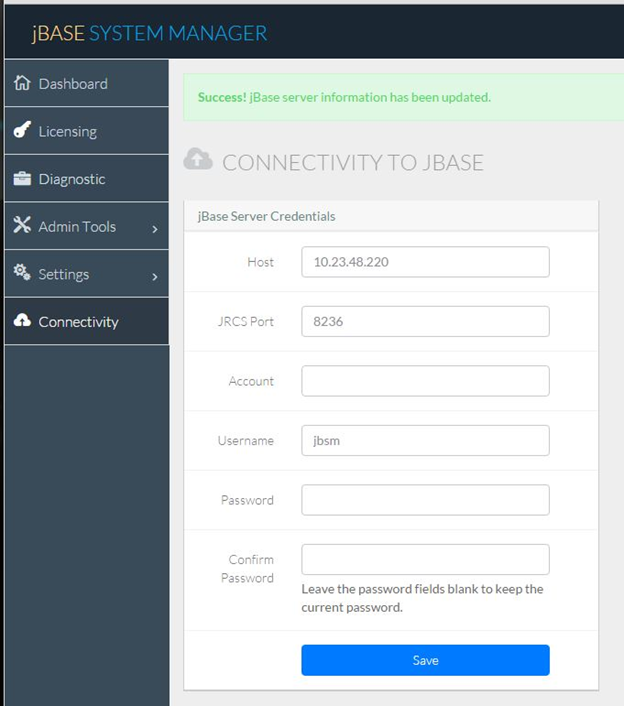 jBASE SYSTEM MANAGER
Dashboard
Licensing
Diagnostic
Admin Tools
Settings
Connectivity
Success! jBase server information has been updated.
CONNECTIVITY TO JBASE
jBase Server Credentials
Host 10.23.48.220
JRCS Port 8236
Account
Username jbsm
Password
Confirm
Password
Leave the password fields blank to keep the
current password.
Save